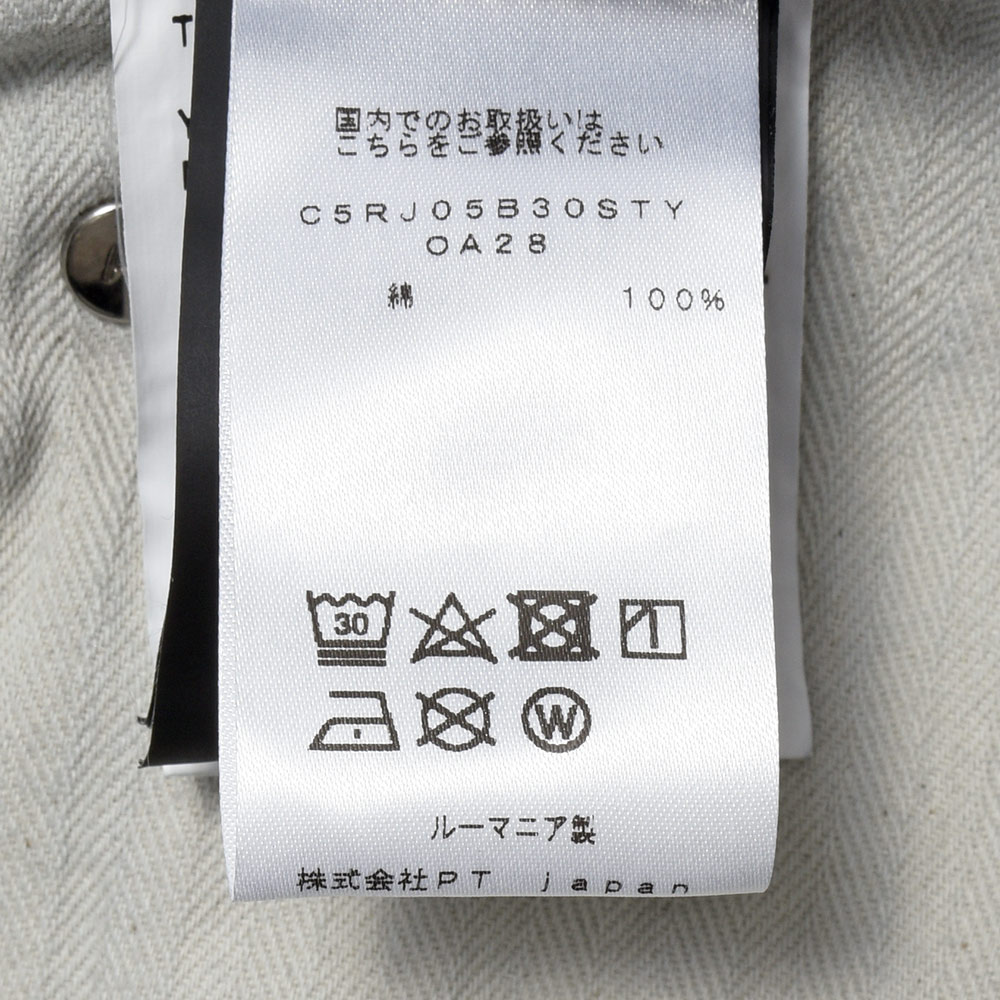 国内でのお取扱いは
こちらをご参照ください
C5RJ05B30STY
OA28
綿 100%
30
W
ルーマニア製
株式会社PT japan